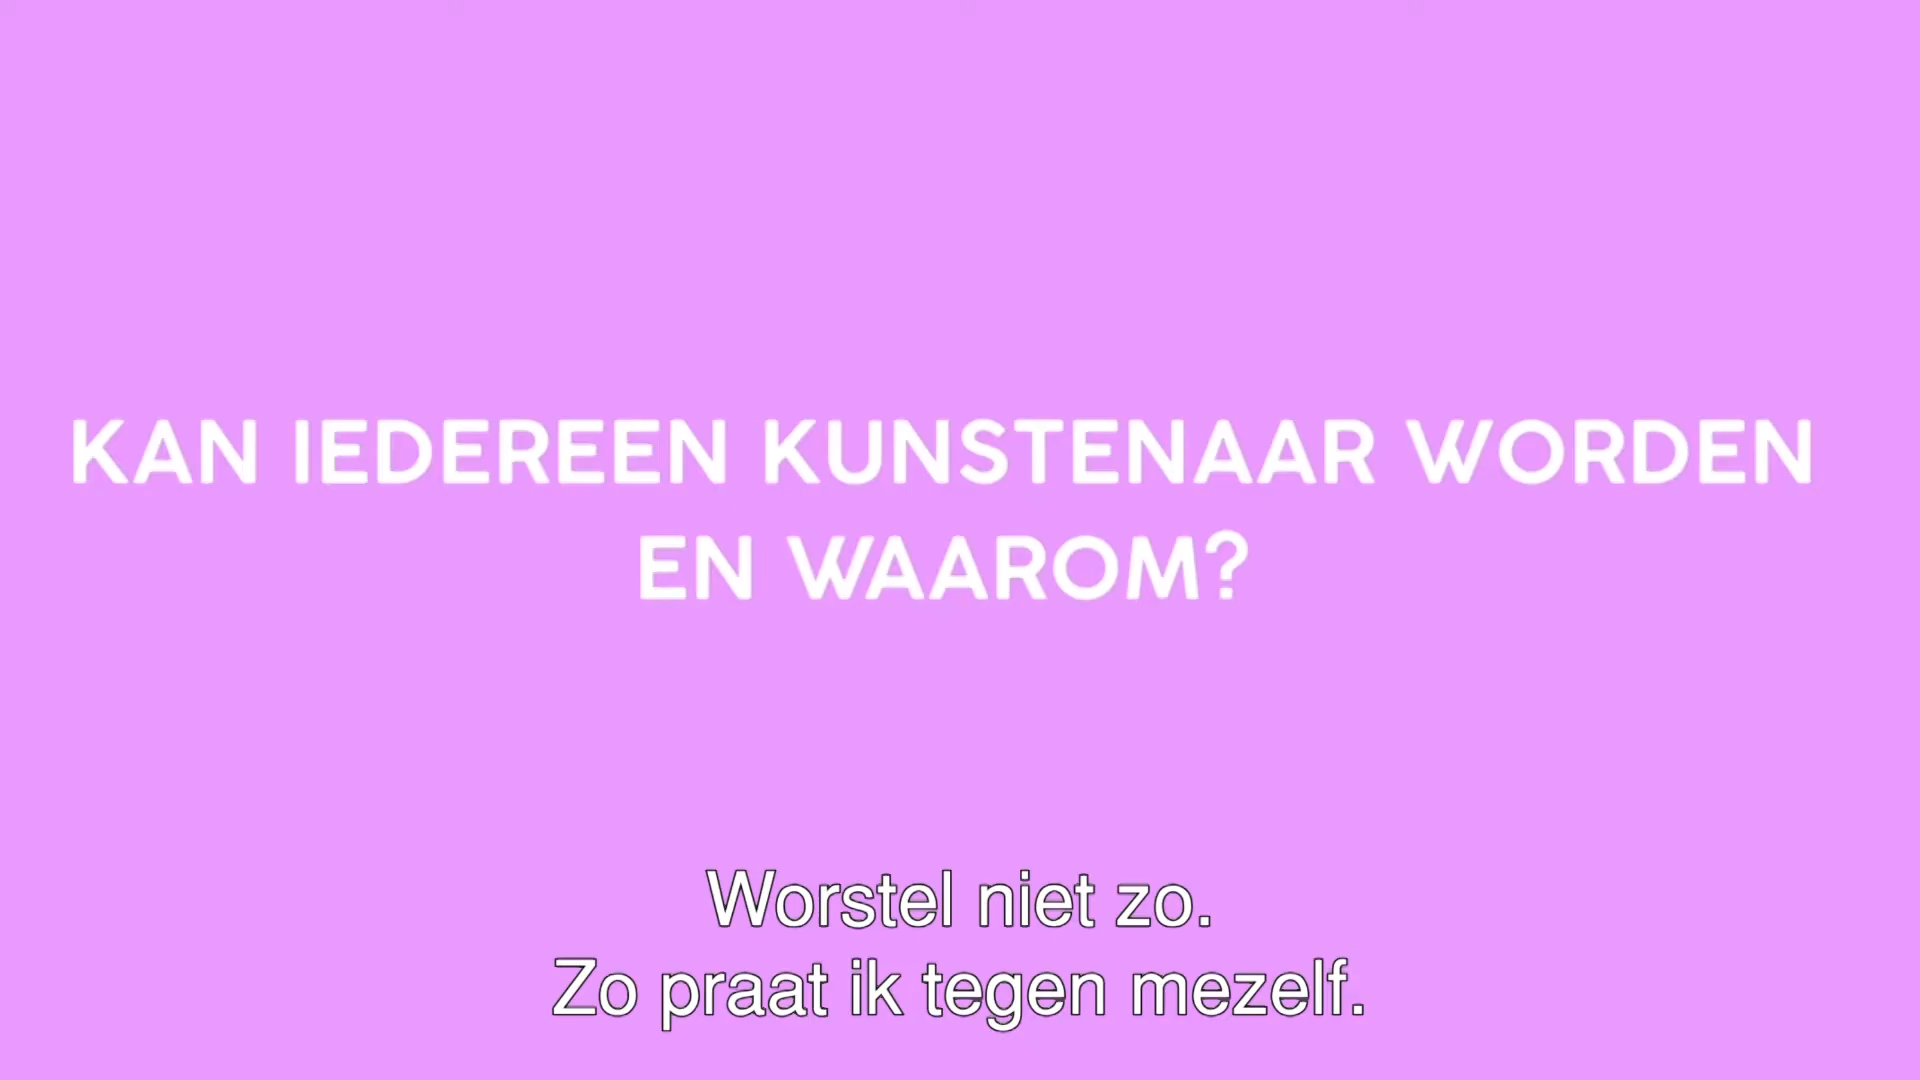 KAN IEDEREEN KUNSTENAAR WORDEN
EN WAAROM?
Worstel niet zo.
Zo praat ik tegen mezelf.